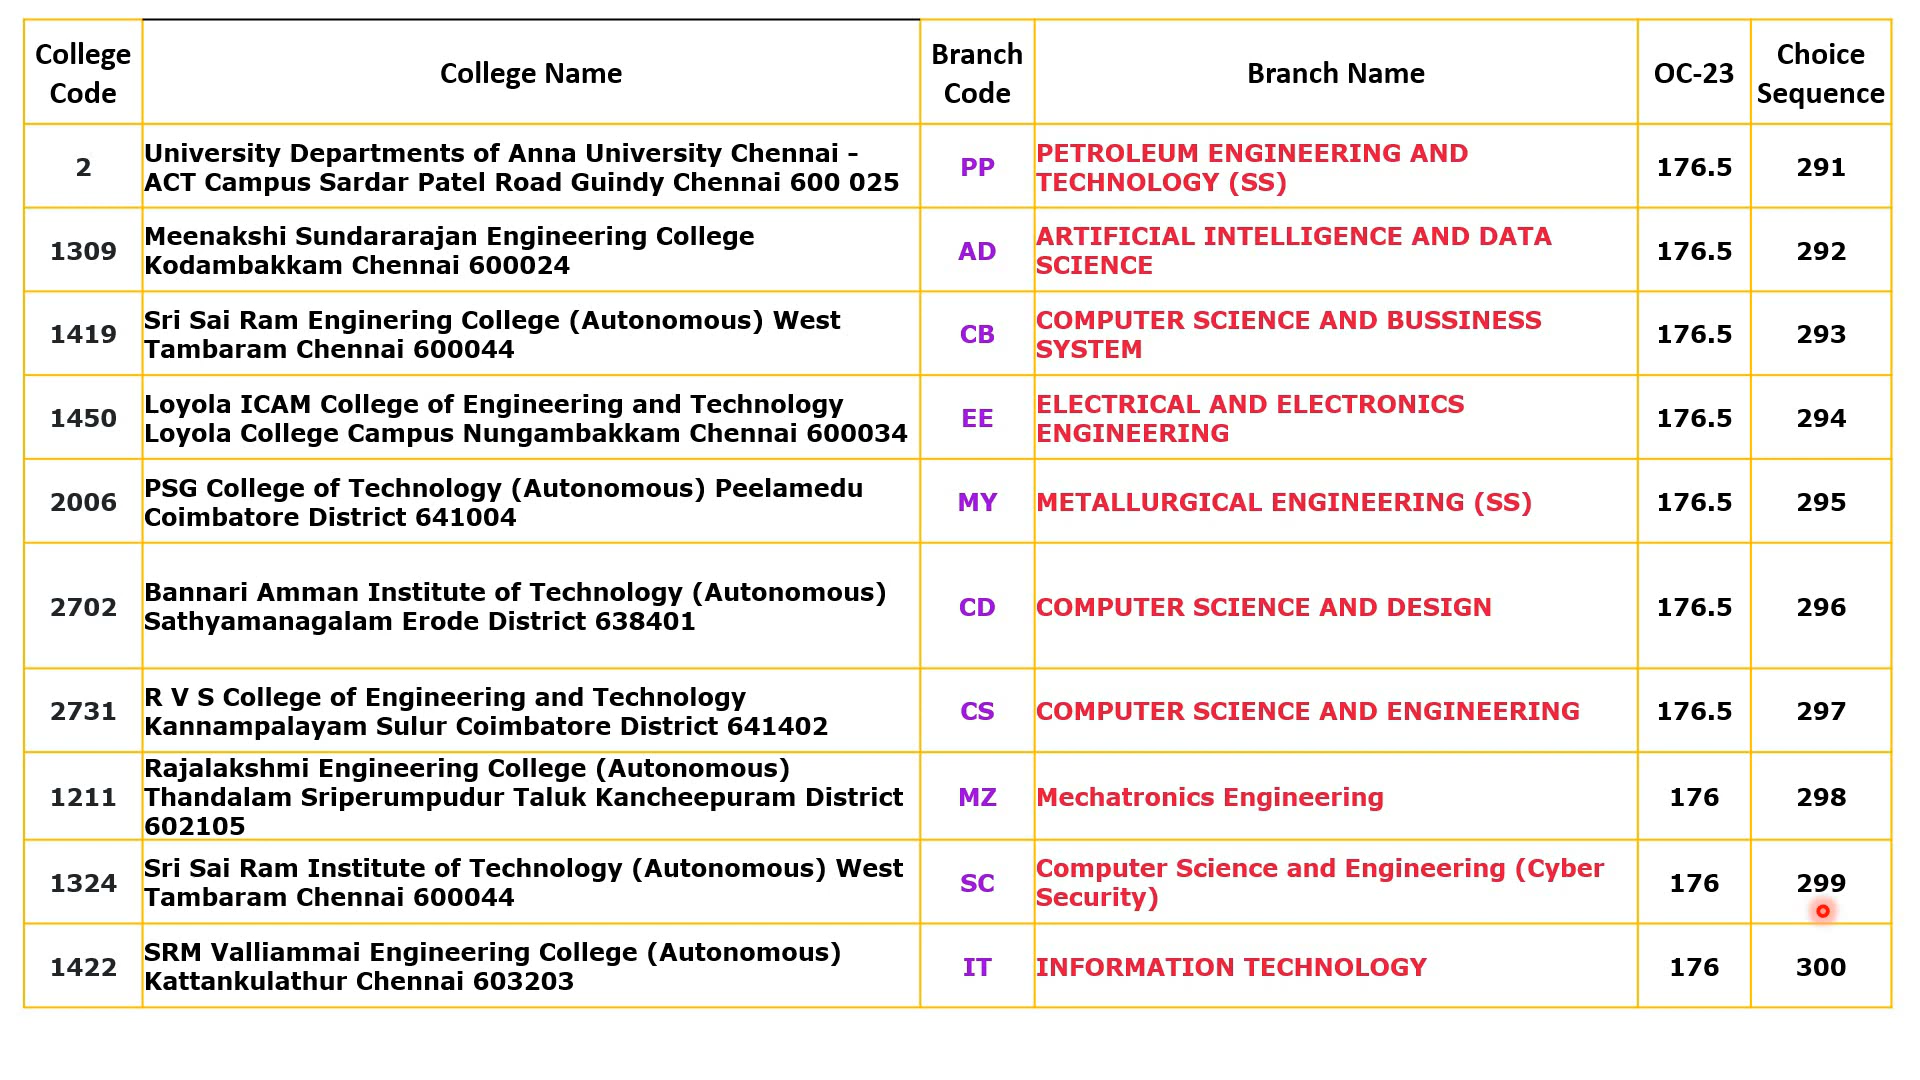 College Code
College Name
Branch Code
Branch Name
OC-23
Choice Sequence
2
University Departments of Anna University Chennai -
ACT Campus Sardar Patel Road Guindy Chennai 600 025
PP
PETROLEUM ENGINEERING AND
TECHNOLOGY (SS)
176.5
291
1309
Meenakshi Sundararajan Engineering College
Kodambakkam Chennai 600024
AD
ARTIFICIAL INTELLIGENCE AND DATA
SCIENCE
176.5
292
1419
Sri Sai Ram Enginering College (Autonomous) West
Tambaram Chennai 600044
CB
COMPUTER SCIENCE AND BUSSINESS
SYSTEM
176.5
293
1450
Loyola ICAM College of Engineering and Technology
Loyola College Campus Nungambakkam Chennai 600034
EE
ELECTRICAL AND ELECTRONICS
ENGINEERING
176.5
294
2006
PSG College of Technology (Autonomous) Peelamedu
Coimbatore District 641004
MY
METALLURGICAL ENGINEERING (SS)
176.5
295
2702
Bannari Amman Institute of Technology (Autonomous)
Sathyamanagalam Erode District 638401
CD
COMPUTER SCIENCE AND DESIGN
176.5
296
2731
R V S College of Engineering and Technology
Kannampalayam Sulur Coimbatore District 641402
CS
COMPUTER SCIENCE AND ENGINEERING
176.5
297
1211
Rajalakshmi Engineering College (Autonomous)
Thandalam Sriperumpudur Taluk Kancheepuram District
602105
MZ
Mechatronics Engineering
176
298
1324
Sri Sai Ram Institute of Technology (Autonomous) West
Tambaram Chennai 600044
SC
Computer Science and Engineering (Cyber
Security)
176
299
1422
SRM Valliammai Engineering College (Autonomous)
Kattankulathur Chennai 603203
IT
INFORMATION TECHNOLOGY
176
300